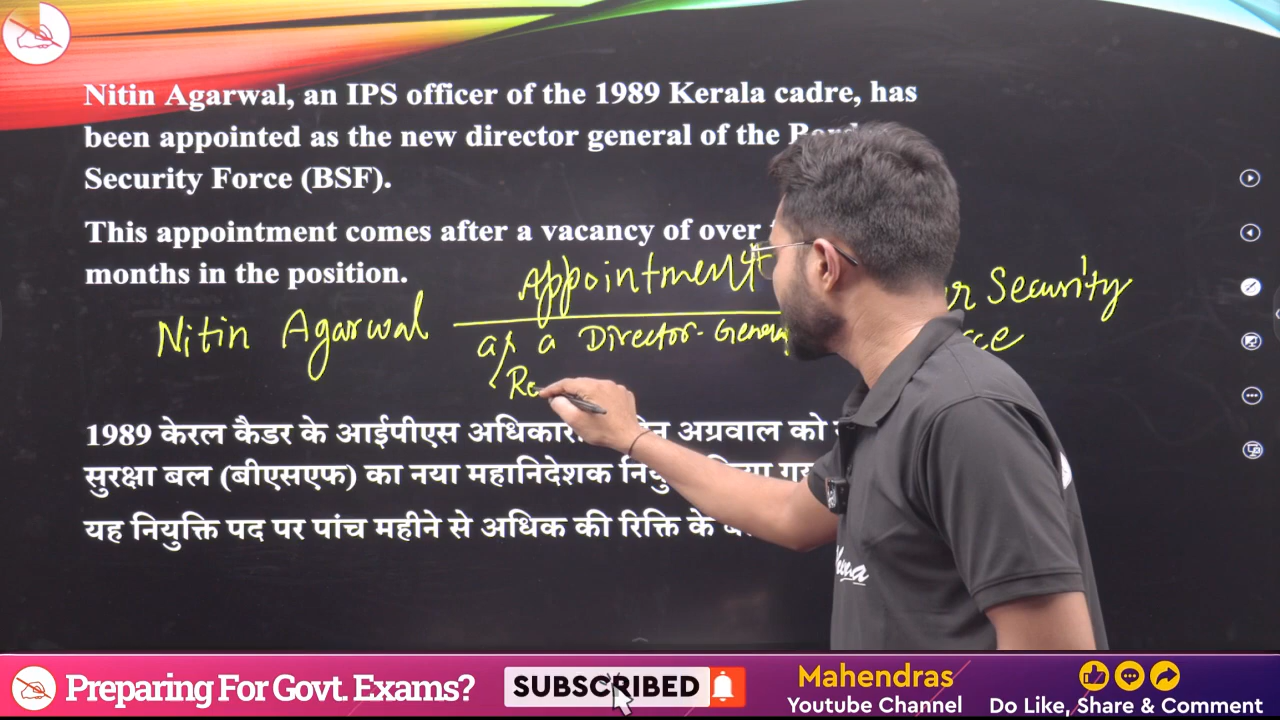 Nitin Agarwal, an IPS officer of the 1989 Kerala cadre, has
been appointed as the new director general of the
Security Force (BSF).
This appointment comes after a vacancy of over
months in the position.
Appointment
Nitin Agarwal
as a Director-General
Security
1989 केरल कैडर के आईपीएस अग्रवाल को
सुरक्षा बल (बीएसएफ) का नया महानिदेशक
यह नियुक्ति पद पर पांच महीने से अधिक की रिक्ति के
Preparing For Govt. Exams?
SUBSCRIBED
Mahendras
Youtube Channel
Do Like, Share & Comment